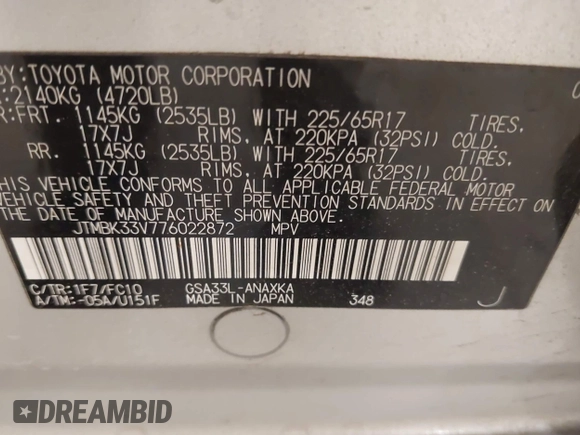 BY:TOYOTA MOTOR CORPORATION
R:2140KG (4720LB)
R:FRT. 1145KG (2535LB) WITH 225/65R17 TIRES,
17X7J RIMS, AT 220KPA (32PSI) COLD.
RR. 1145KG (2535LB) WITH 225/65R17 TIRES,
17X7J RIMS, AT 220KPA (32PSI) COLD.
THIS VEHICLE CONFORMS TO ALL APPLICABLE FEDERAL MOTOR
VEHICLE SAFETY AND THEFT PREVENTION STANDARDS IN EFFECT ON
THE DATE OF MANUFACTURE SHOWN ABOVE.
JTMBK33V776022872 MPV
C/TR:1F7/FC10 GSA33L-ANAXKA
A/TM:-05A/U151F MADE IN JAPAN 348 J
DREAMBID